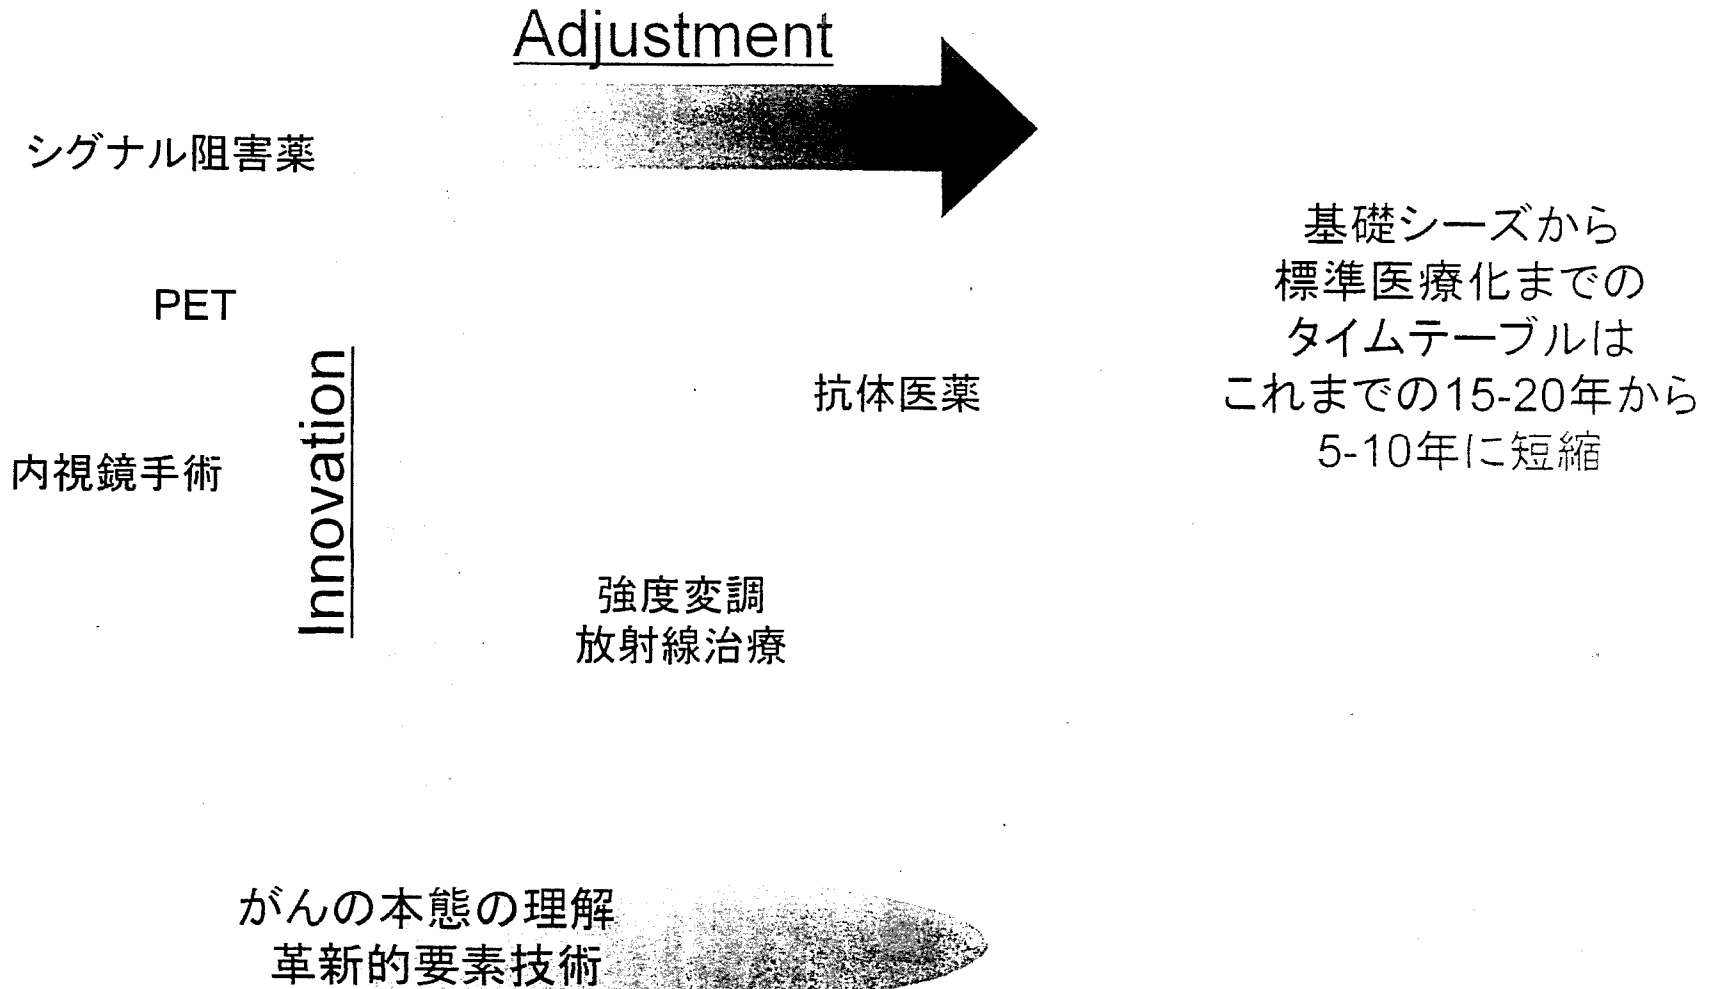 Adjustment
シグナル阻害薬
PET
Innovation
内視鏡手術
抗体医薬
強度変調
放射線治療
基礎シーズから
標準医療化までの
タイムテーブルは
これまでの15-20年から
5-10年に短縮
がんの本態の理解
革新的要素技術